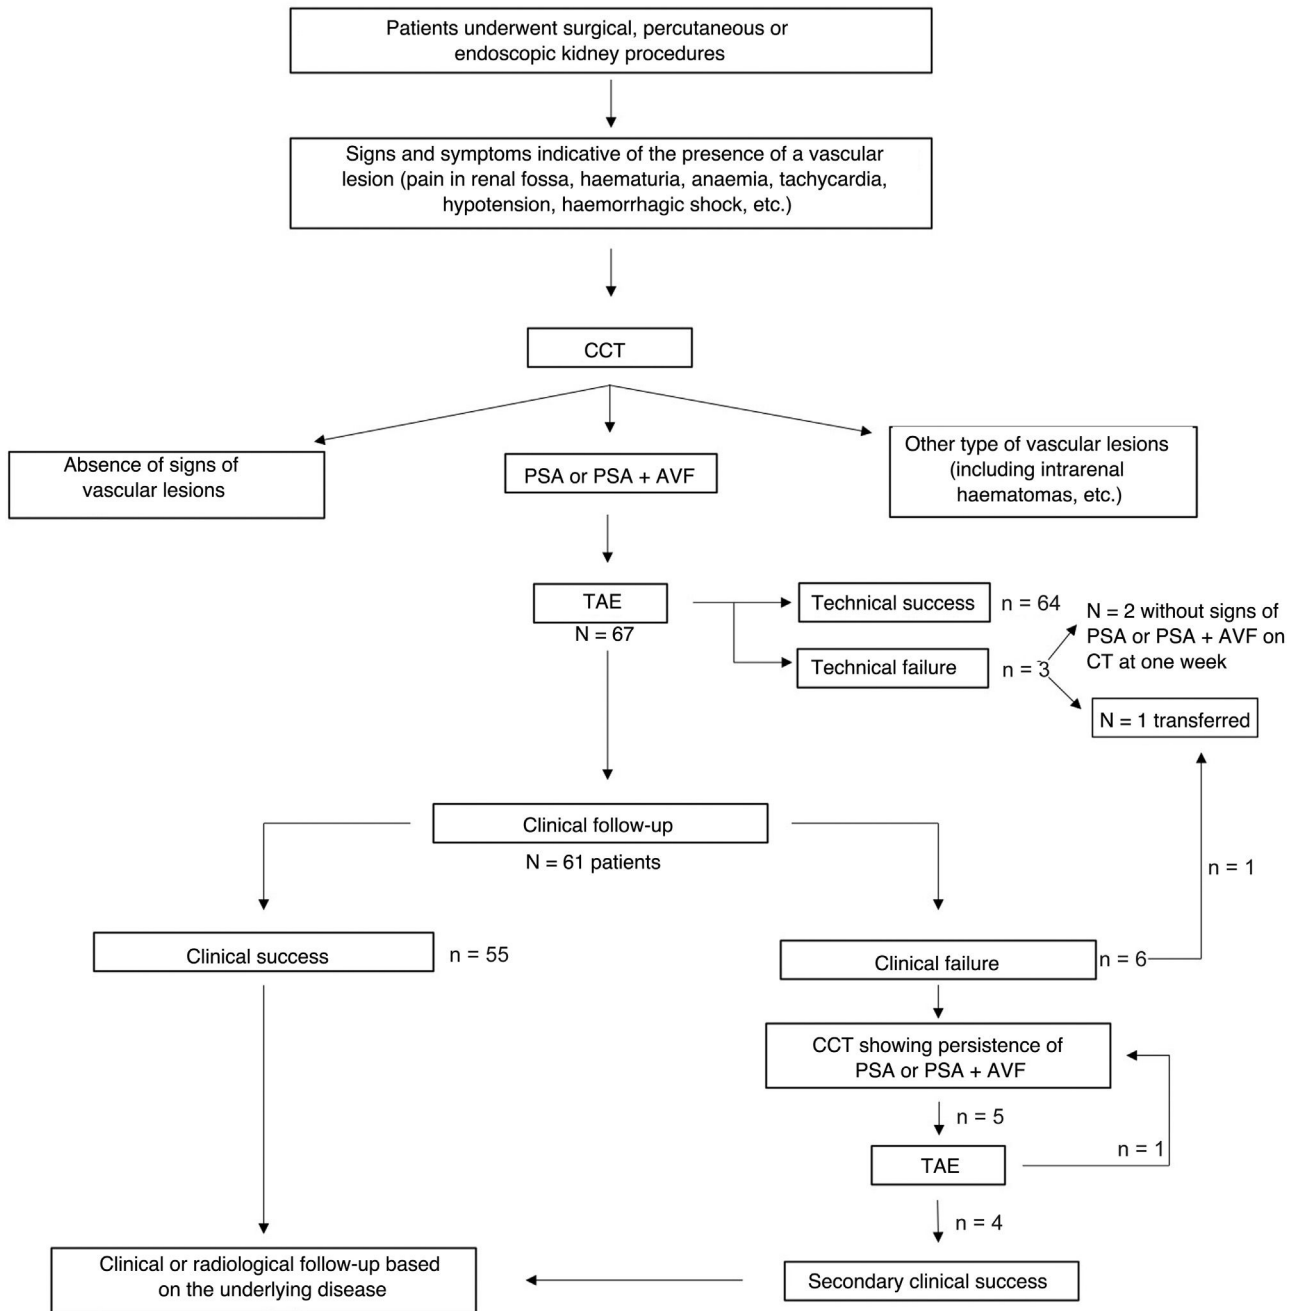 Patients underwent surgical, percutaneous or
endoscopic kidney procedures
Signs and symptoms indicative of the presence of a vascular
lesion (pain in renal fossa, haematuria, anaemia, tachycardia,
hypotension, haemorrhagic shock, etc.)
CCT
Absence of signs of
vascular lesions
PSA or PSA + AVF
Other type of vascular lesions
(including intrarenal
haematomas, etc.)
TAE
N = 67
Technical success
n = 64
Technical failure
n = 3
N = 2 without signs of
PSA or PSA + AVF on
CT at one week
N = 1 transferred
Clinical follow-up
N = 61 patients
n = 1
Clinical success
n = 55
Clinical failure
n = 6
CCT showing persistence of
PSA or PSA + AVF
n = 5
n = 1
TAE
n = 4
Clinical or radiological follow-up based
on the underlying disease
Secondary clinical success